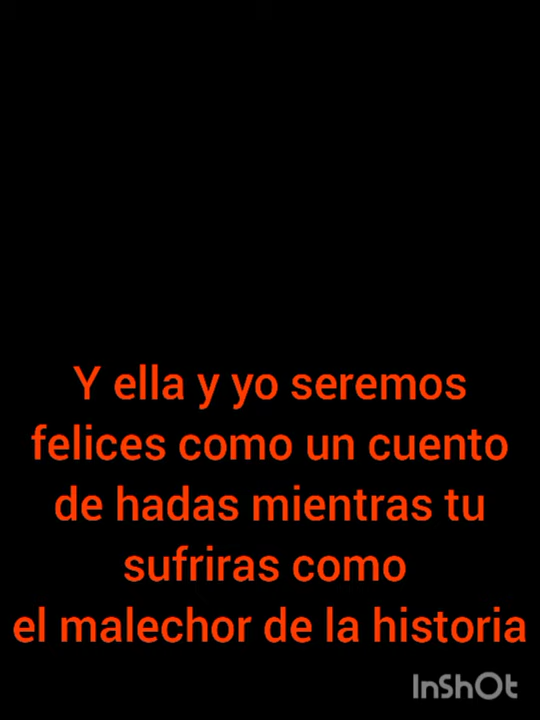 Y ella y yo seremos
felices como un cuento
de hadas mientras tu
sufriras como
el malechor de la historia
InShOt